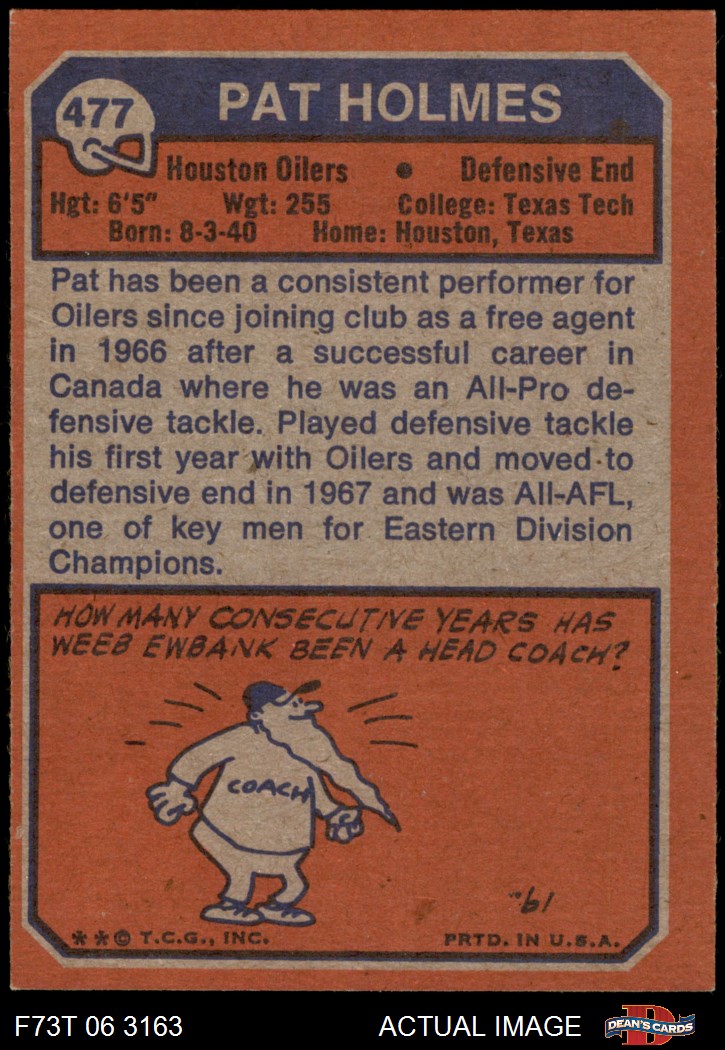 477
PAT HOLMES
Houston Oilers • Defensive End
Hgt: 6'5" Wgt: 255 College: Texas Tech
Born: 8-3-40 Home: Houston, Texas
Pat has been a consistent performer for
Oilers since joining club as a free agent
in 1966 after a successful career in
Canada where he was an All-Pro de-
fensive tackle. Played defensive tackle
his first year with Oilers and moved to
defensive end in 1967 and was All-AFL,
one of key men for Eastern Division
Champions.
HOW MANY CONSECUTIVE YEARS HAS
WEEB EWBANK BEEN A HEAD COACH?
COACH
19.
**© T.C.G., INC. PRTD. IN U.S.A.
F73T 06 3163 ACTUAL IMAGE
D
DEAN'S CARDS